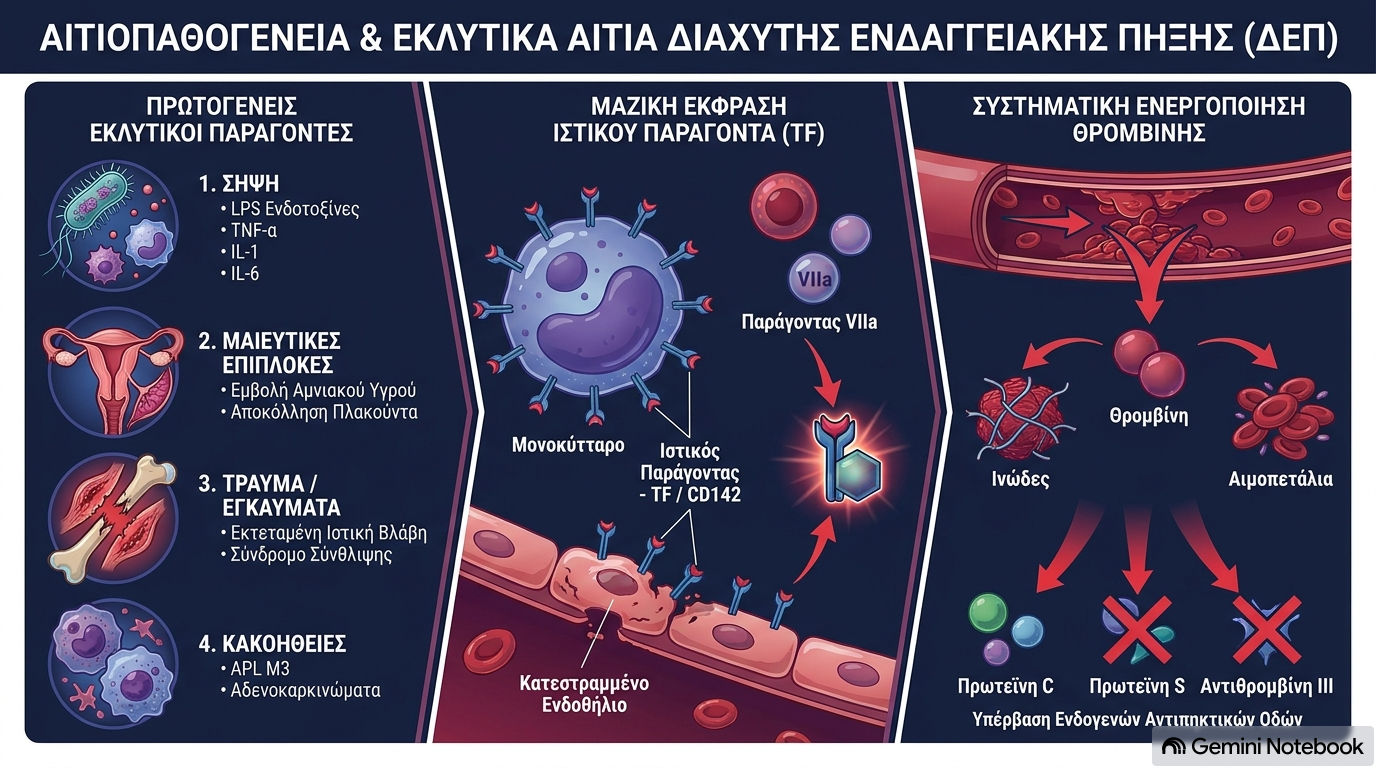 ΑΙΤΙΟΠΑΘΟΓΕΝΕΙΑ & ΕΚΛΥΤΙΚΑ ΑΙΤΙΑ ΔΙΑΧΥΤΗΣ ΕΝΔΑΓΓΕΙΑΚΗΣ ΠΗΞΗΣ (ΔΕΠ)
ΠΡΩΤΟΓΕΝΕΙΣ
ΕΚΛΥΤΙΚΟΙ ΠΑΡΑΓΟΝΤΕΣ
1. ΣΗΨΗ
• LPS Ενδοτοξίνες
• TNF-α
• IL-1
• IL-6
2. ΜΑΙΕΥΤΙΚΕΣ
ΕΠΙΠΛΟΚΕΣ
• Εμβολή Αμνιακού Υγρού
• Αποκόλληση Πλακούντα
3. ΤΡΑΥΜΑ /
ΕΓΚΑΥΜΑΤΑ
• Εκτεταμένη Ιστική Βλάβη
• Σύνδρομο Σύνθλιψης
4. ΚΑΚΟΗΘΕΙΕΣ
• APL M3
• Αδενοκαρκινώματα
ΜΑΖΙΚΗ ΕΚΦΡΑΣΗ
ΙΣΤΙΚΟΥ ΠΑΡΑΓΟΝΤΑ (TF)
VIIa
Παράγοντας VIIa
Μονοκύτταρο
Ιστικός
Παράγοντας
- TF / CD142
Κατεστραμμένο
Ενδοθήλιο
ΣΥΣΤΗΜΑΤΙΚΗ ΕΝΕΡΓΟΠΟΙΗΣΗ
ΘΡΟΜΒΙΝΗΣ
Θρομβίνη
Ινώδες
Αιμοπετάλια
Πρωτεΐνη C
Πρωτεΐνη S
Αντιθρομβίνη III
Υπέρβαση Ενδογενών Αντιπηκτικών Οδών
Gemini Notebook